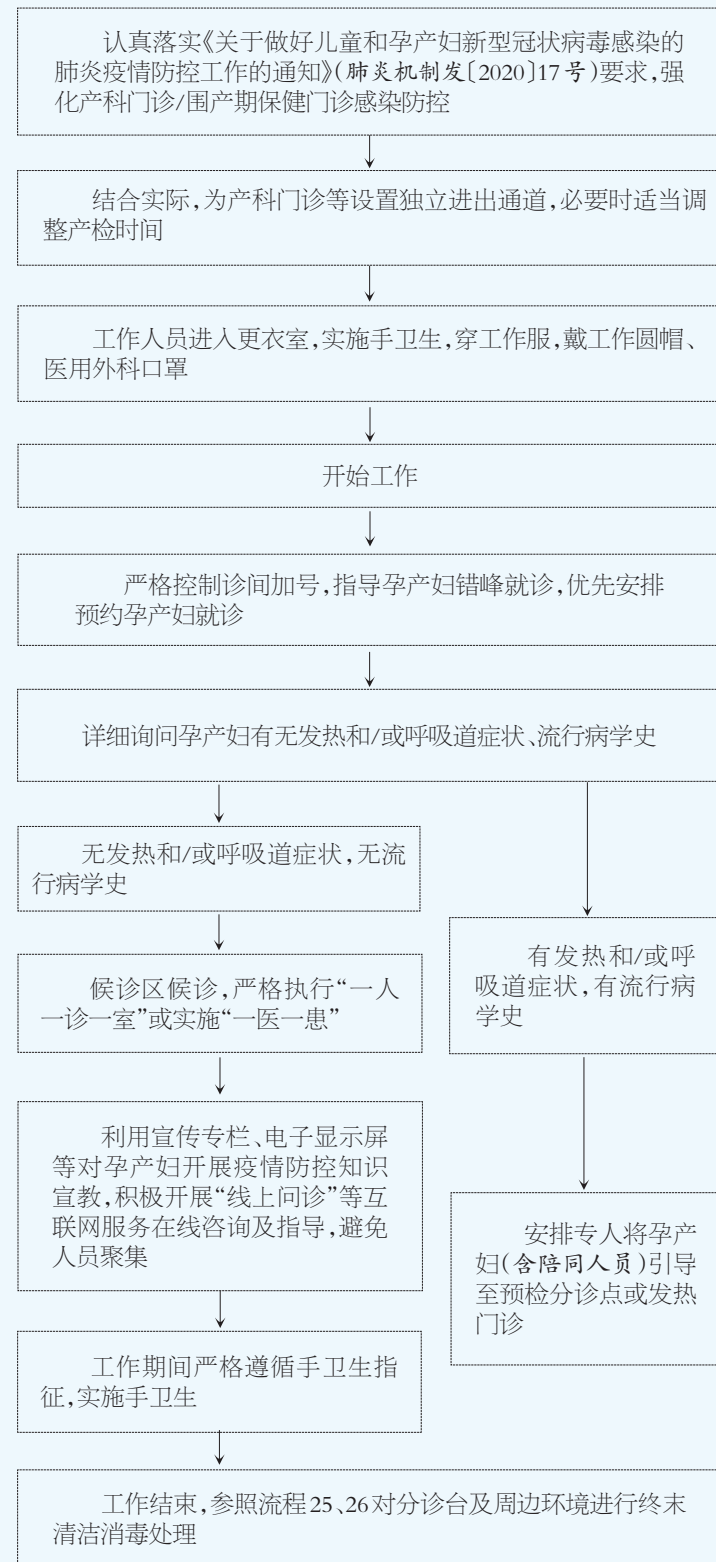 认真落实《关于做好儿童和孕产妇新型冠状病毒感染的
肺炎疫情防控工作的通知》(肺炎机制发〔2020〕17号)要求,强
化产科门诊/围产期保健门诊感染防控
结合实际,为产科门诊等设置独立进出通道,必要时适当调
整产检时间
工作人员进入更衣室,实施手卫生,穿工作服,戴工作圆帽、
医用外科口罩
开始工作
严格控制诊间加号,指导孕产妇错峰就诊,优先安排
预约孕产妇就诊
详细询问孕产妇有无发热和/或呼吸道症状、流行病学史
无发热和/或呼吸道症状,无流
行病学史
候诊区候诊,严格执行“一人
一诊一室”或实施“一医一患”
利用宣传专栏、电子显示屏
等对孕产妇开展疫情防控知识
宣教,积极开展“线上问诊”等互
联网服务在线咨询及指导,避免
人员聚集
工作期间严格遵循手卫生指
征,实施手卫生
有发热和/或呼
吸道症状,有流行病
学史
安排专人将孕产
妇(含陪同人员)引导
至预检分诊点或发热
门诊
工作结束,参照流程25、26对分诊台及周边环境进行终末
清洁消毒处理